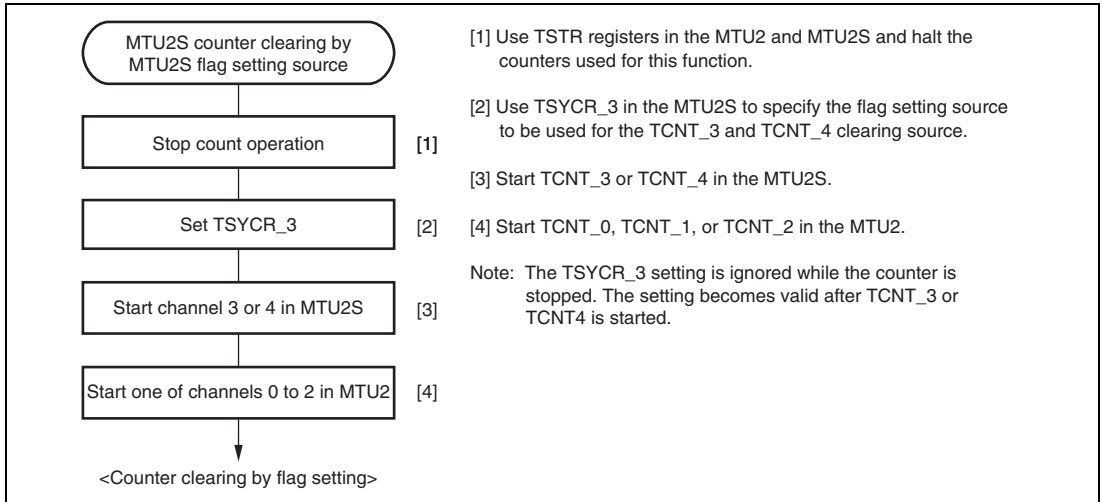 MTU2S counter clearing by
MTU2S flag setting source
Stop count operation
[1]
Set TSYCR_3
[2]
Start channel 3 or 4 in MTU2S
[3]
Start one of channels 0 to 2 in MTU2
[4]
<Counter clearing by flag setting>
[1] Use TSTR registers in the MTU2 and MTU2S and halt the
counters used for this function.
[2] Use TSYCR_3 in the MTU2S to specify the flag setting source
to be used for the TCNT_3 and TCNT_4 clearing source.
[3] Start TCNT_3 or TCNT_4 in the MTU2S.
[4] Start TCNT_0, TCNT_1, or TCNT_2 in the MTU2.
Note: The TSYCR_3 setting is ignored while the counter is
stopped. The setting becomes valid after TCNT_3 or
TCNT4 is started.